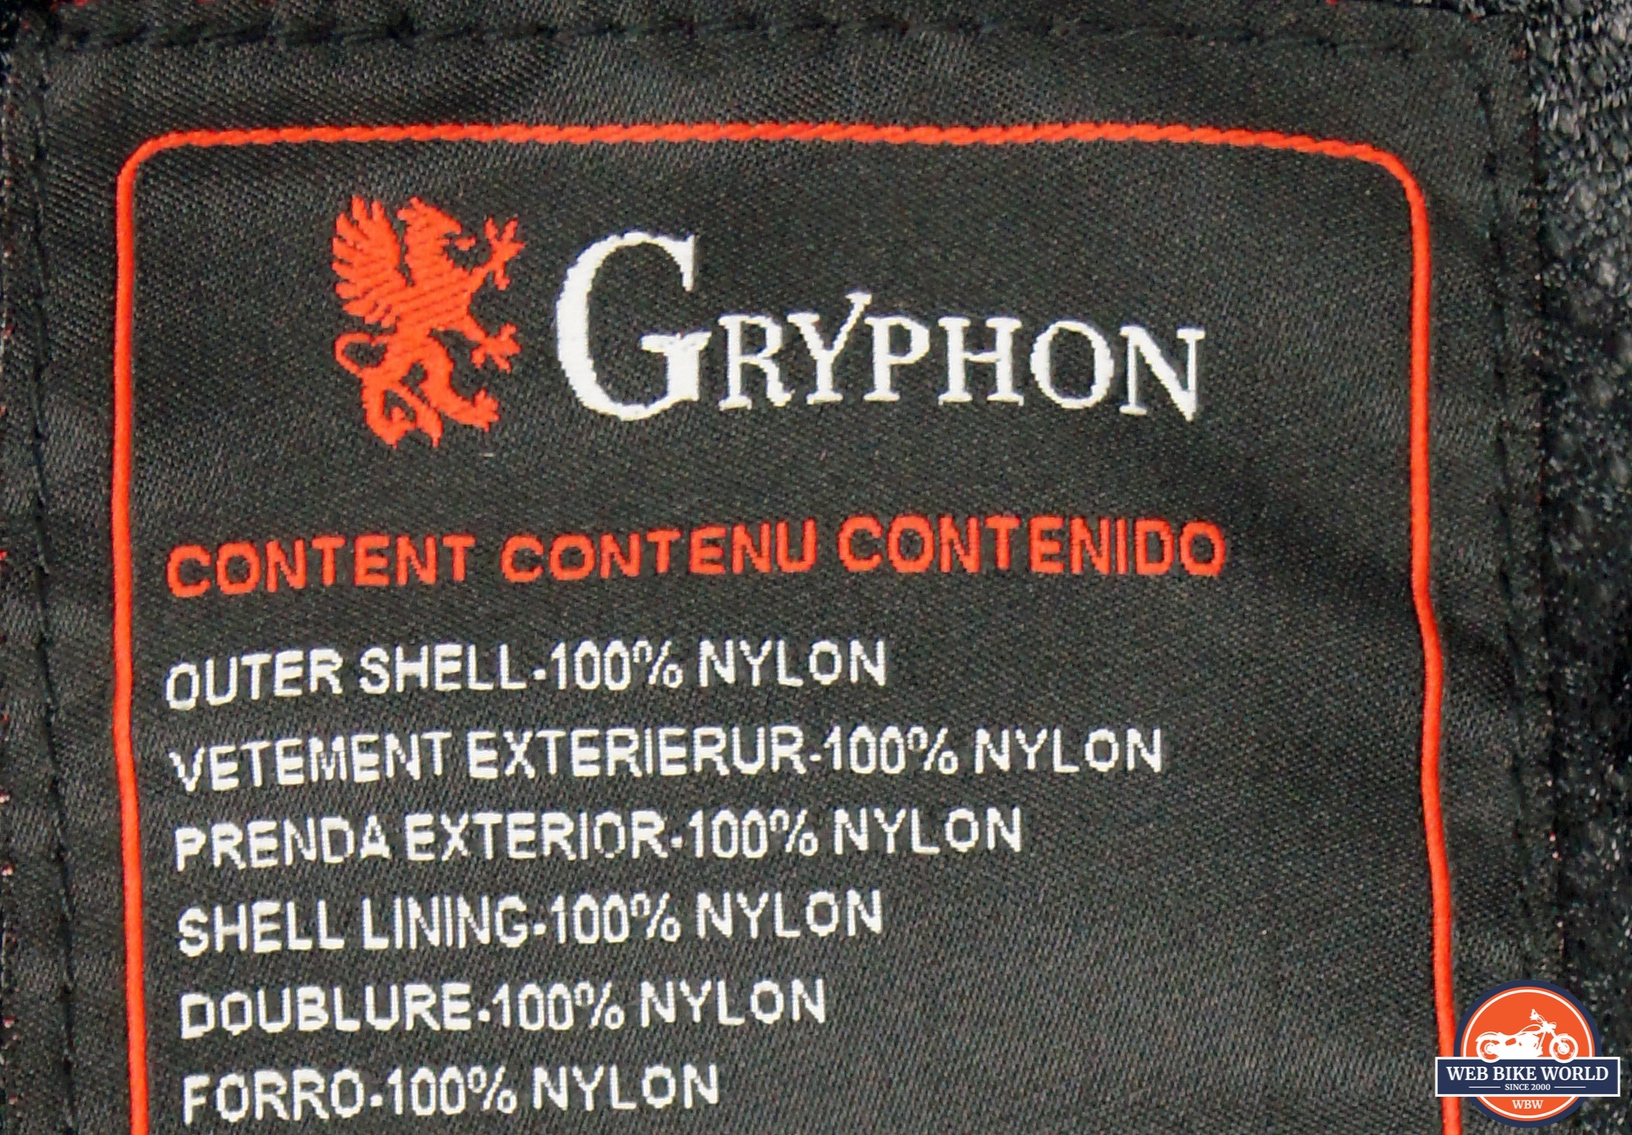 GRYPHON
CONTENT CONTENU CONTENIDO
OUTER SHELL-100% NYLON
VETEMENT EXTERIERUR-100% NYLON
PRENDA EXTERIOR-100% NYLON
SHELL LINING-100% NYLON
DOUBLURE-100% NYLON
FORRO-100% NYLON
WEB BIKE WORLD
SINCE 2000
WBW